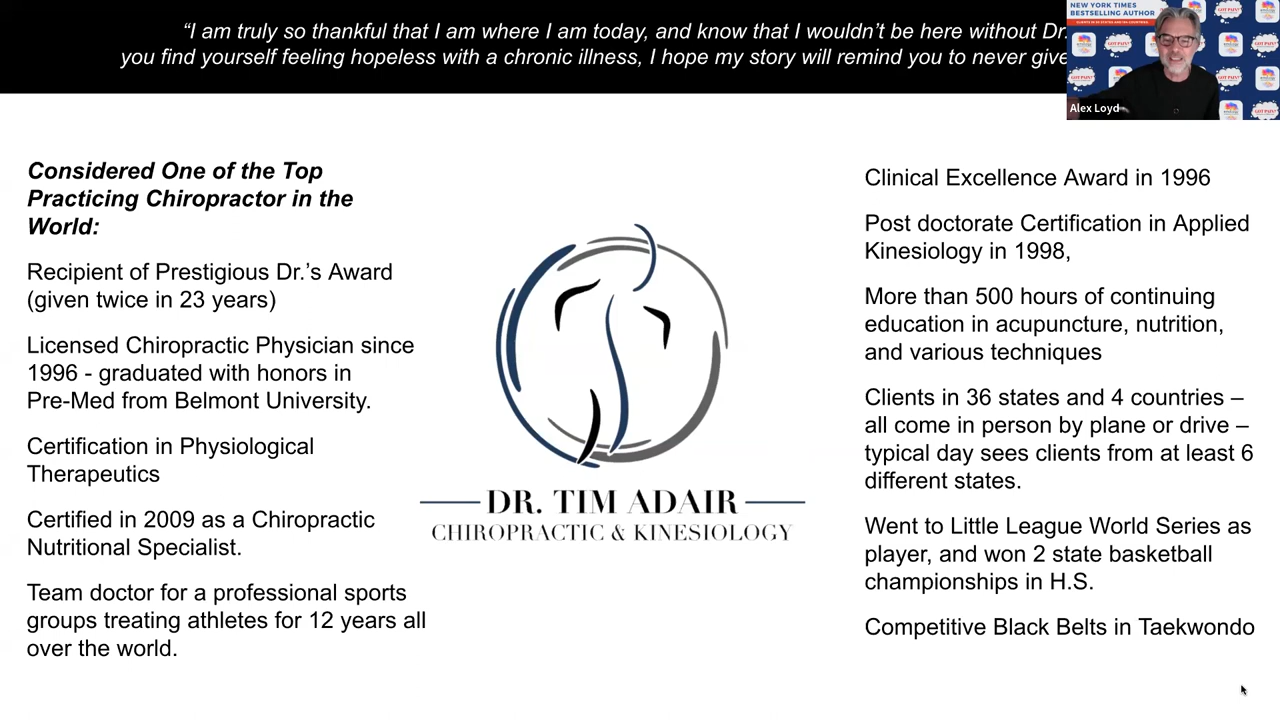 “I am truly so thankful that I am where I am today, and know that I wouldn’t be here without Dr.
you find yourself feeling hopeless with a chronic illness, I hope my story will remind you to never give
NEW YORK TIMES
BESTSELLING AUTHOR
Alex Loyd
Considered One of the Top
Practicing Chiropractor in the
World:
Recipient of Prestigious Dr.’s Award
(given twice in 23 years)
Licensed Chiropractic Physician since
1996 - graduated with honors in
Pre-Med from Belmont University.
Certification in Physiological
Therapeutics
Certified in 2009 as a Chiropractic
Nutritional Specialist.
Team doctor for a professional sports
groups treating athletes for 12 years all
over the world.
DR. TIM ADAIR
CHIROPRACTIC & KINESIOLOGY
Clinical Excellence Award in 1996
Post doctorate Certification in Applied
Kinesiology in 1998,
More than 500 hours of continuing
education in acupuncture, nutrition,
and various techniques
Clients in 36 states and 4 countries –
all come in person by plane or drive –
typical day sees clients from at least 6
different states.
Went to Little League World Series as
player, and won 2 state basketball
championships in H.S.
Competitive Black Belts in Taekwondo